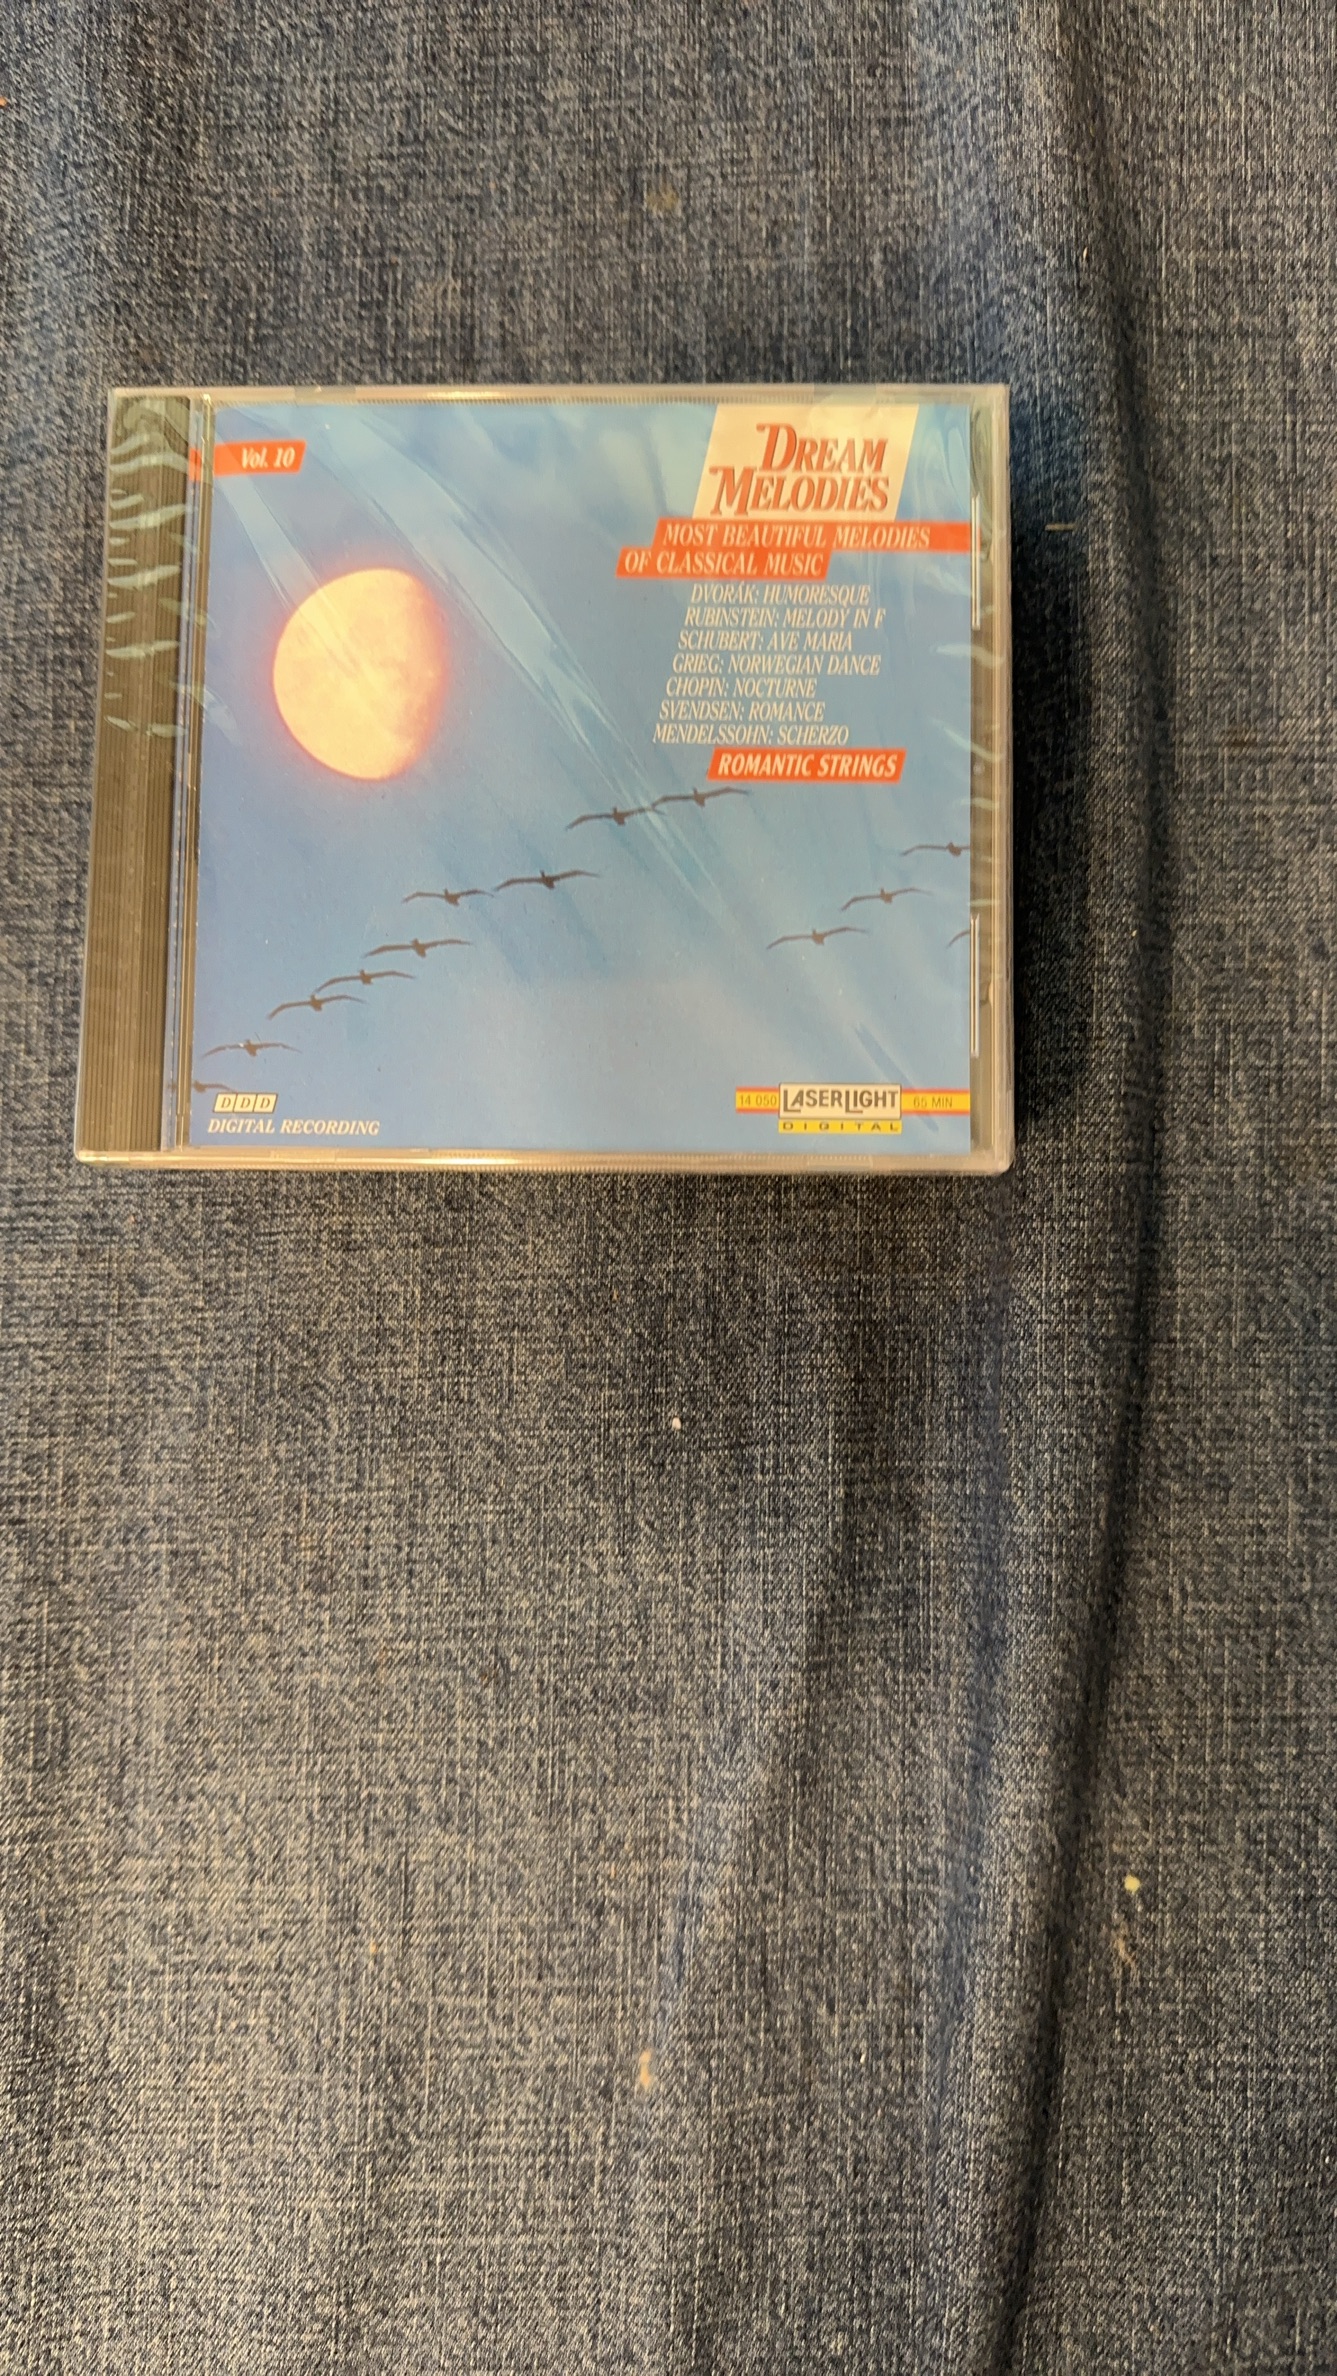 Vol. 10
DREAM
MELODIES
MOST BEAUTIFUL MELODIES
OF CLASSICAL MUSIC
DVORÁK: HUMORESQUE
RUBINSTEIN: MELODY IN F
SCHUBERT: AVE MARIA
GRIEG: NORWEGIAN DANCE
CHOPIN: NOCTURNE
SVENDSEN: ROMANCE
MENDELSSOHN: SCHERZO
ROMANTIC STRINGS
DDD
DIGITAL RECORDING
14 050 LASERLIGHT 65 MIN
DIGITAL